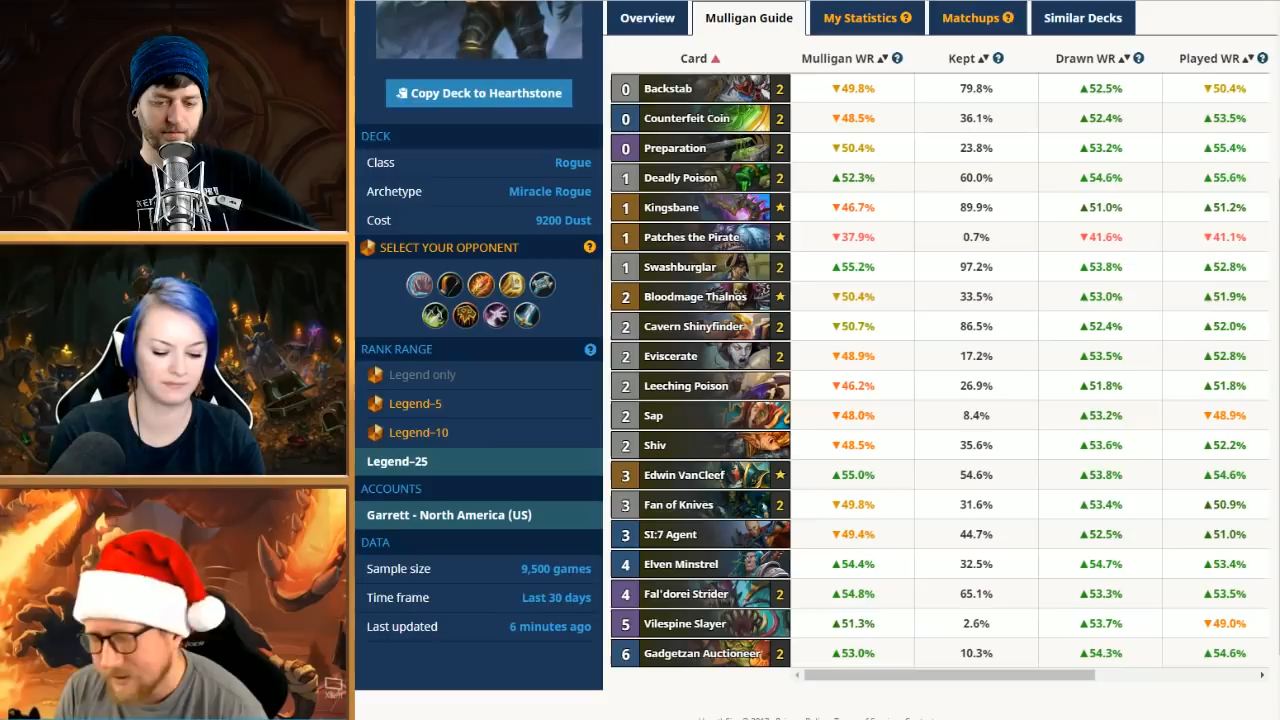 Overview Mulligan Guide My Statistics ? Matchups ? Similar Decks
Copy Deck to Hearthstone
DECK
Class Rogue
Archetype Miracle Rogue
Cost 9200 Dust
SELECT YOUR OPPONENT ?
RANK RANGE ?
Legend only
Legend–5
Legend–10
Legend–25
ACCOUNTS
Garrett - North America (US)
DATA
Sample size 9,500 games
Time frame Last 30 days
Last updated 6 minutes ago
Card ▲ Mulligan WR ▲▼ ? Kept ▲▼ ? Drawn WR ▲▼ ? Played WR ▲▼ ?
0 Backstab 2 ▼49.8% 79.8% ▲52.5% ▼50.4%
0 Counterfeit Coin 2 ▼48.5% 36.1% ▲52.4% ▲53.5%
0 Preparation 2 ▼50.4% 23.8% ▲53.2% ▲55.4%
1 Deadly Poison 2 ▲52.3% 60.0% ▲54.6% ▲55.6%
1 Kingsbane ★ ▼46.7% 89.9% ▲51.0% ▲51.2%
1 Patches the Pirate ★ ▼37.9% 0.7% ▲41.6% ▲41.1%
1 Swashburglar 2 ▲55.2% 97.2% ▲53.8% ▲52.8%
2 Bloodmage Thalnos ★ ▼50.4% 33.5% ▲53.0% ▲51.9%
2 Cavern Shinyfinder 2 ▼50.7% 86.5% ▲52.4% ▲52.0%
2 Eviscerate 2 ▼48.9% 17.2% ▲53.5% ▲52.8%
2 Leeching Poison 2 ▼46.2% 26.9% ▲51.8% ▲51.8%
2 Sap 2 ▼48.0% 8.4% ▲53.2% ▼48.9%
2 Shiv 2 ▼48.5% 35.6% ▲53.6% ▲52.2%
3 Edwin VanCleef ★ ▲55.0% 54.6% ▲53.8% ▲54.6%
3 Fan of Knives 2 ▼49.8% 31.6% ▲53.4% ▲50.9%
3 SI:7 Agent ▼49.4% 44.7% ▲52.5% ▲51.0%
4 Elven Minstrel ▲54.4% 32.5% ▲54.7% ▲53.4%
4 Fal'dorei Strider 2 ▲54.8% 65.1% ▲53.3% ▲53.5%
5 Vilespine Slayer ▲51.3% 2.6% ▲53.7% ▼49.0%
6 Gadgetzan Auctioneer 2 ▲53.0% 10.3% ▲54.3% ▲54.6%